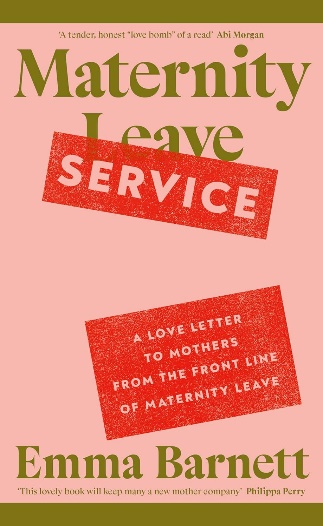 'A tender, honest "love bomb" of a read' Abi Morgan
Maternity
Leave
SERVICE
A LOVE LETTER
TO MOTHERS
FROM THE FRONT LINE
OF MATERNITY LEAVE
Emma Barnett
'This lovely book will keep many a new mother company' Philippa Perry